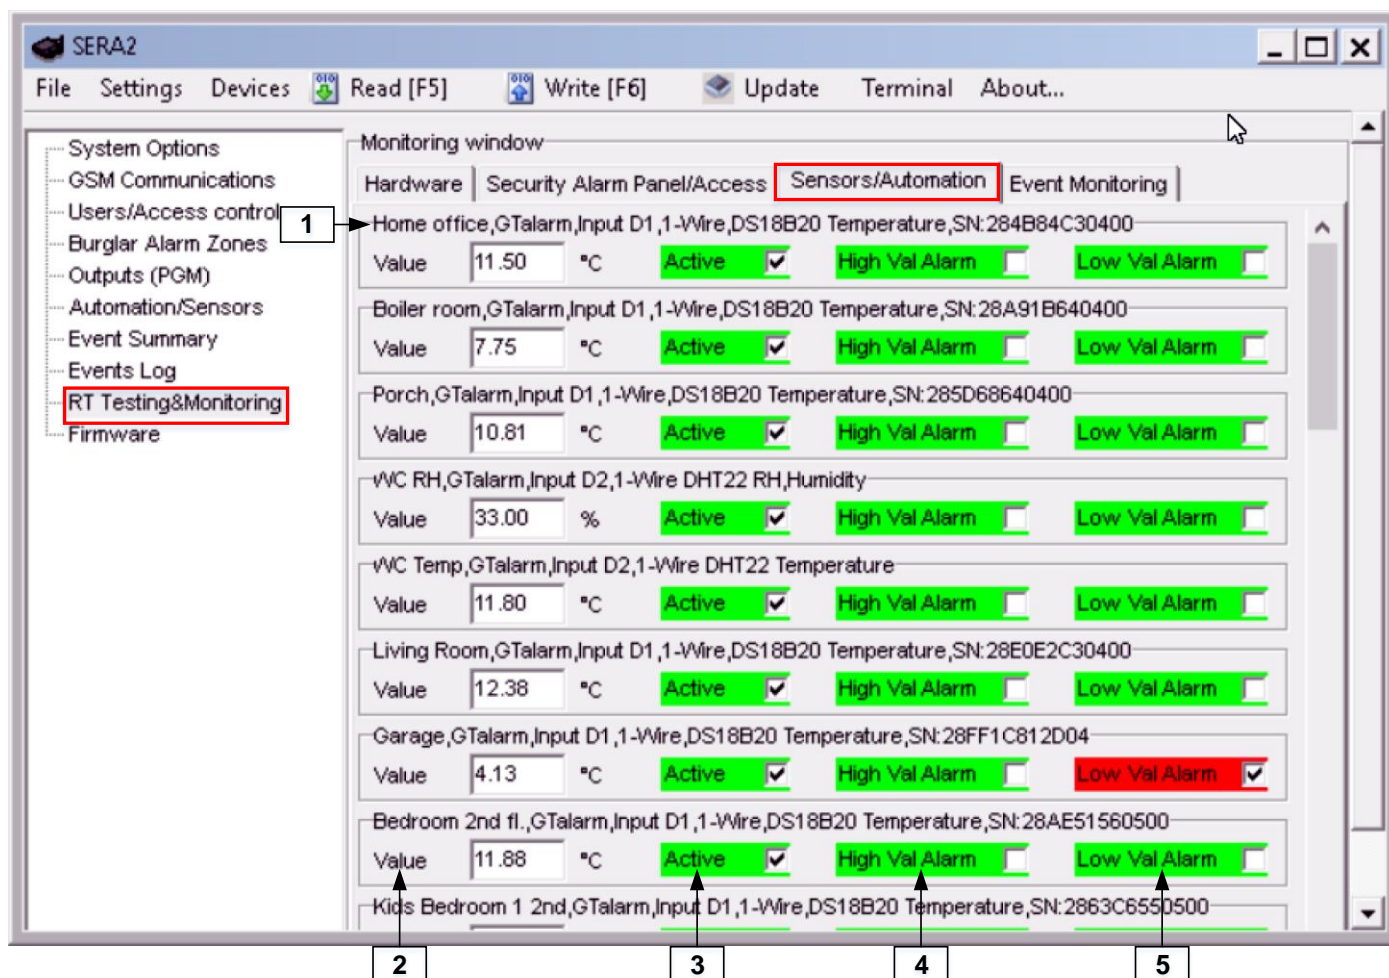 SERA2
File Settings Devices Read [F5] Write [F6] Update Terminal About...
System Options
GSM Communications
Users/Access control
Burglar Alarm Zones
Outputs (PGM)
Automation/Sensors
Event Summary
Events Log
RT Testing&Monitoring
Firmware
Monitoring window
Hardware Security Alarm Panel/Access Sensors/Automation Event Monitoring
1
Home office,GTalarm,Input D1,1-Wire,DS18B20 Temperature,SN:284B84C30400
Value 11.50 °C Active High Val Alarm Low Val Alarm
Boiler room,GTalarm,Input D1,1-Wire,DS18B20 Temperature,SN:28A91B640400
Value 7.75 °C Active High Val Alarm Low Val Alarm
Porch,GTalarm,Input D1,1-Wire,DS18B20 Temperature,SN:285D68640400
Value 10.81 °C Active High Val Alarm Low Val Alarm
WC RH,GTalarm,Input D2,1-Wire DHT22 RH,Humidity
Value 33.00 % Active High Val Alarm Low Val Alarm
WC Temp,GTalarm,Input D2,1-Wire DHT22 Temperature
Value 11.80 °C Active High Val Alarm Low Val Alarm
Living Room,GTalarm,Input D1,1-Wire,DS18B20 Temperature,SN:28E0E2C30400
Value 12.38 °C Active High Val Alarm Low Val Alarm
Garage,GTalarm,Input D1,1-Wire,DS18B20 Temperature,SN:28FF1C812D04
Value 4.13 °C Active High Val Alarm Low Val Alarm
Bedroom 2nd fl.,GTalarm,Input D1,1-Wire,DS18B20 Temperature,SN:28AE51560500
Value 11.88 °C Active High Val Alarm Low Val Alarm
Kids Bedroom 1 2nd,GTalarm,Input D1,1-Wire,DS18B20 Temperature,SN:2863C6550500
2 3 4 5